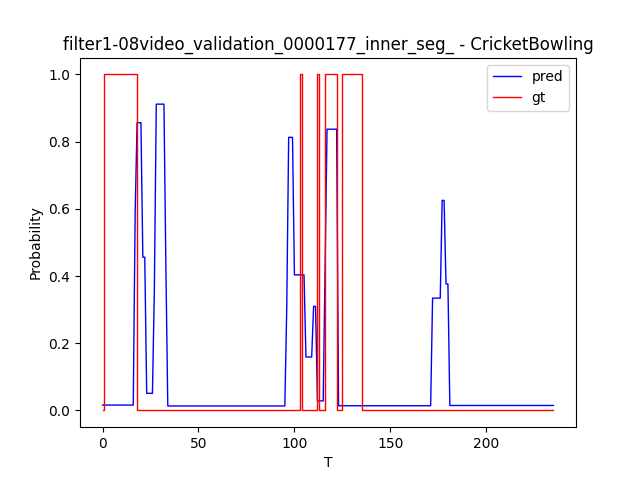 filter1-08video_validation_0000177_inner_seg_ - CricketBowling
pred
gt
1.0
0.8
0.6
0.4
0.2
0.0
Probability
0
50
100
150
200
T